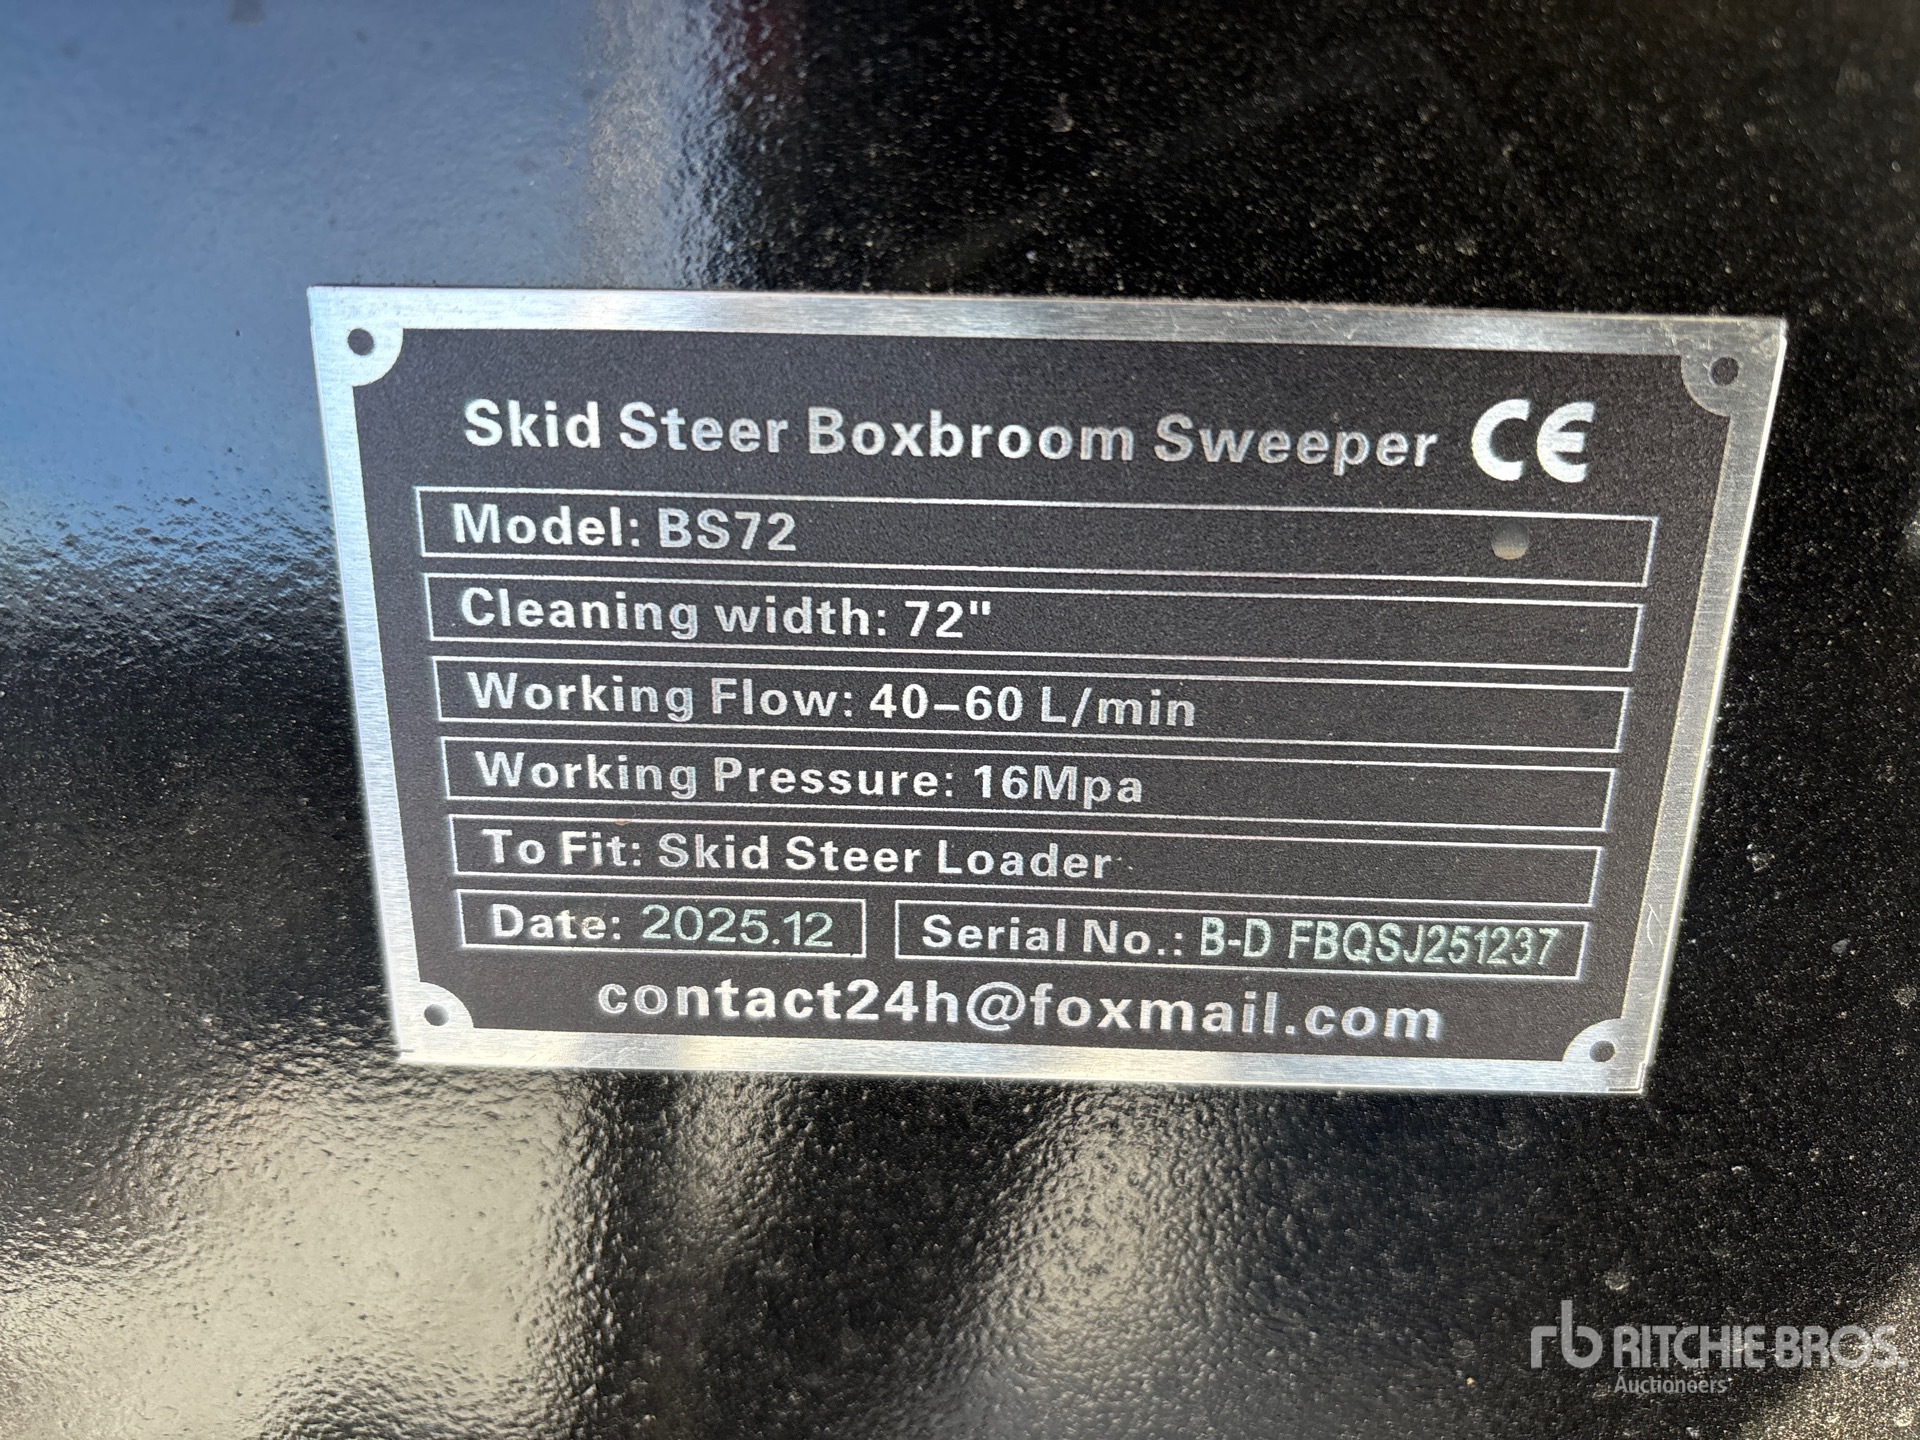 Skid Steer Boxbroom Sweeper CE
Model: BS72
Cleaning width: 72"
Working Flow: 40-60 L/min
Working Pressure: 16Mpa
To Fit: Skid Steer Loader
Date: 2025.12 Serial No.: B-D FBQSJ251237
contact24h@foxmail.com
rb RITCHIE BROS.
Auctioneers